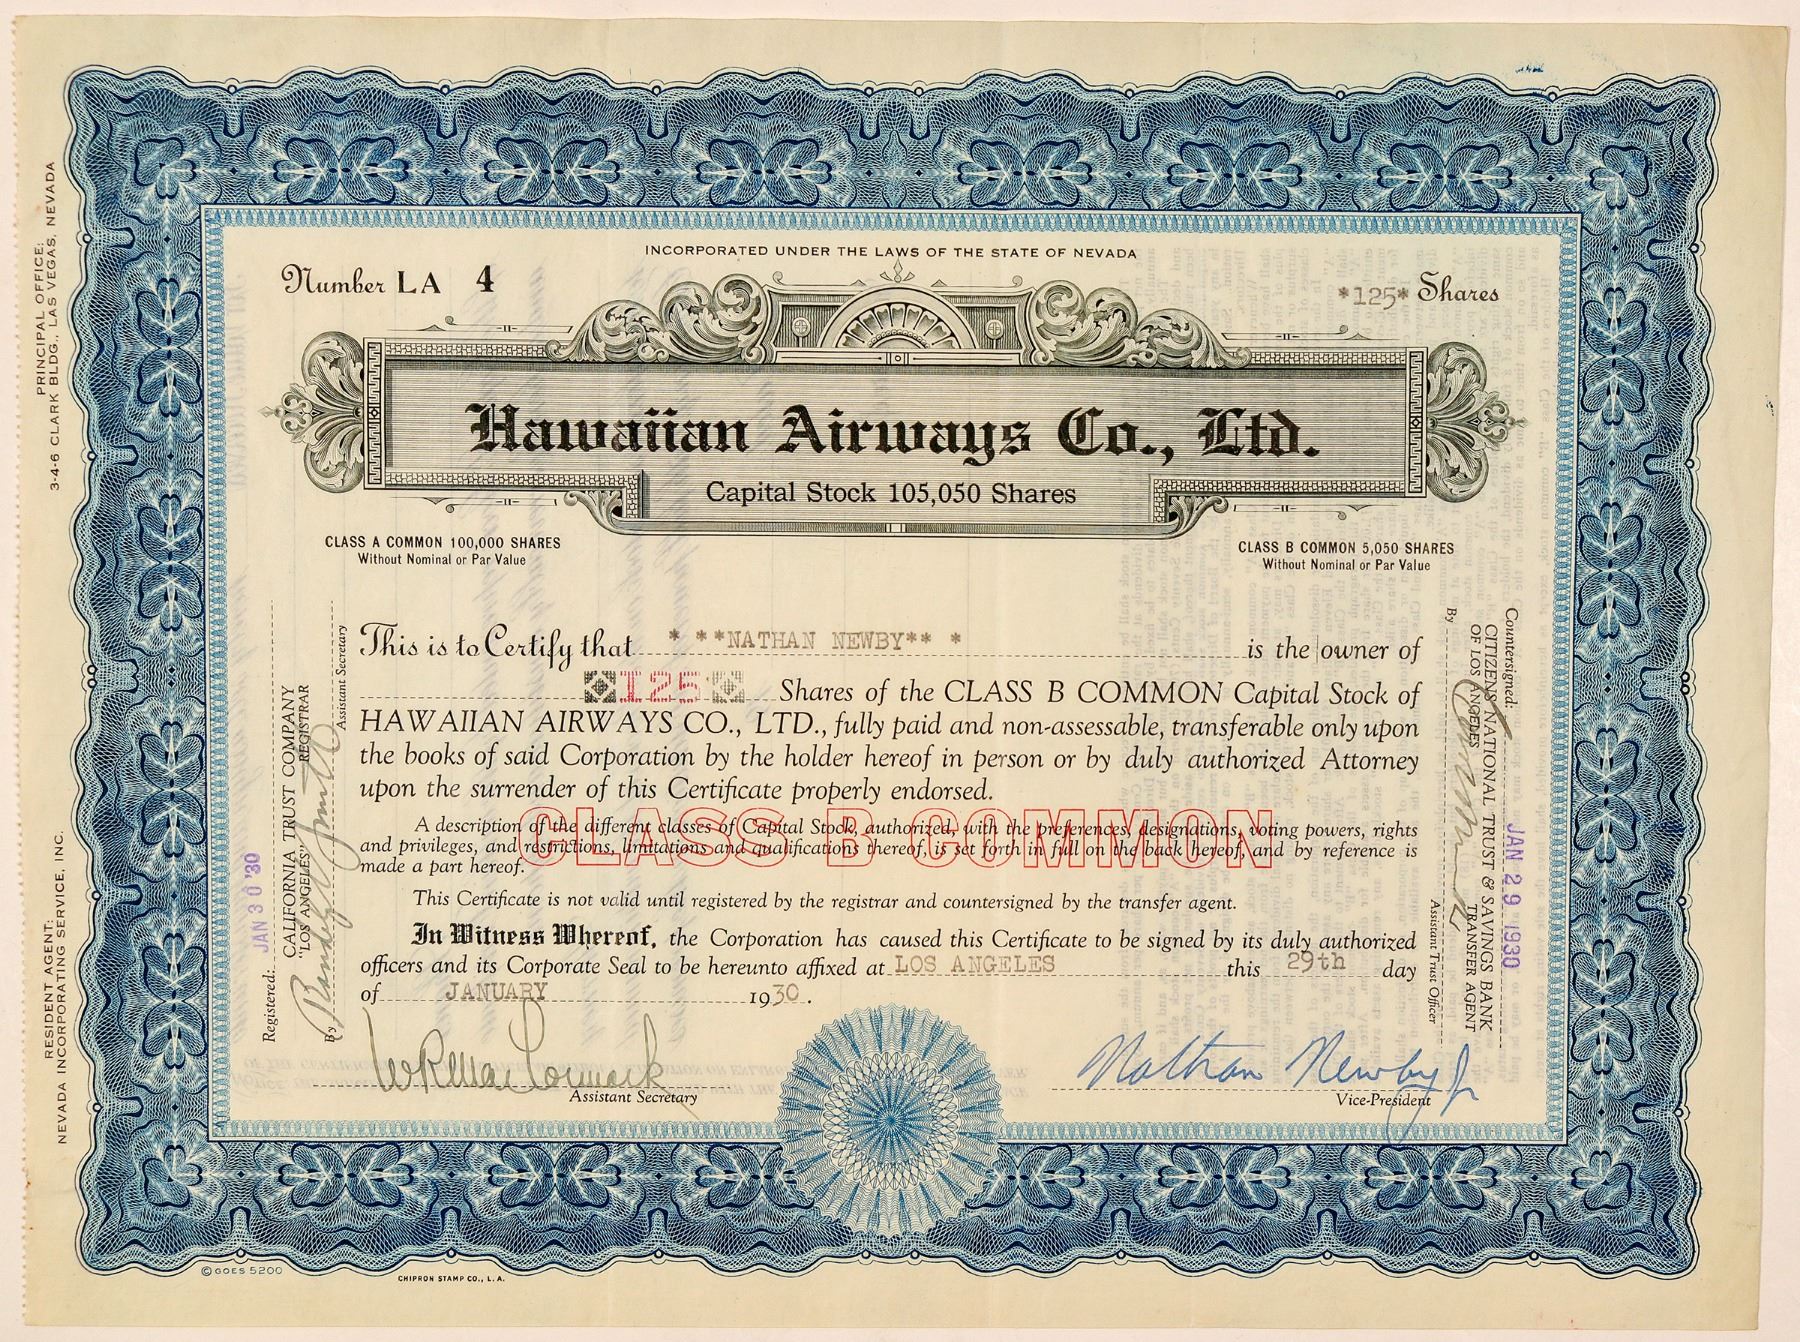 INCORPORATED UNDER THE LAWS OF THE STATE OF NEVADA
Number LA 4
*125* Shares
Hawaiian Airways Co., Ltd.
Capital Stock 105,050 Shares
CLASS A COMMON 100,000 SHARES
Without Nominal or Par Value
CLASS B COMMON 5,050 SHARES
Without Nominal or Par Value
This is to Certify that * **NATHAN NEWBY** * is the owner of
125 Shares of the CLASS B COMMON Capital Stock of
HAWAIIAN AIRWAYS CO., LTD., fully paid and non-assessable, transferable only upon
the books of said Corporation by the holder hereof in person or by duly authorized Attorney
upon the surrender of this Certificate properly endorsed.
CLASS B COMMON
A description of the different classes of Capital Stock, authorized, with the preferences, designations, voting powers, rights
and privileges, and restrictions, limitations and qualifications thereof, is set forth in full on the back hereof, and by reference is
made a part hereof.
This Certificate is not valid until registered by the registrar and countersigned by the transfer agent.
In Witness Whereof, the Corporation has caused this Certificate to be signed by its duly authorized
officers and its Corporate Seal to be hereunto affixed at LOS ANGELES this 29th day
of JANUARY 1930.
Assistant Secretary
Nathan Newby Jr
Vice-President
PRINCIPAL OFFICE:
3-4-6 CLARK BLDG., LAS VEGAS, NEVADA
RESIDENT AGENT:
NEVADA INCORPORATING SERVICE, INC.
Registered: JAN 30 '30
CALIFORNIA TRUST COMPANY
"LOS ANGELES" REGISTRAR
By
Assistant Secretary
Countersigned: JAN 29 1930
CITIZENS NATIONAL TRUST & SAVINGS BANK
OF LOS ANGELES TRANSFER AGENT
By
Assistant Trust Officer
© GOES 5200
CHIPRON STAMP CO., L. A.